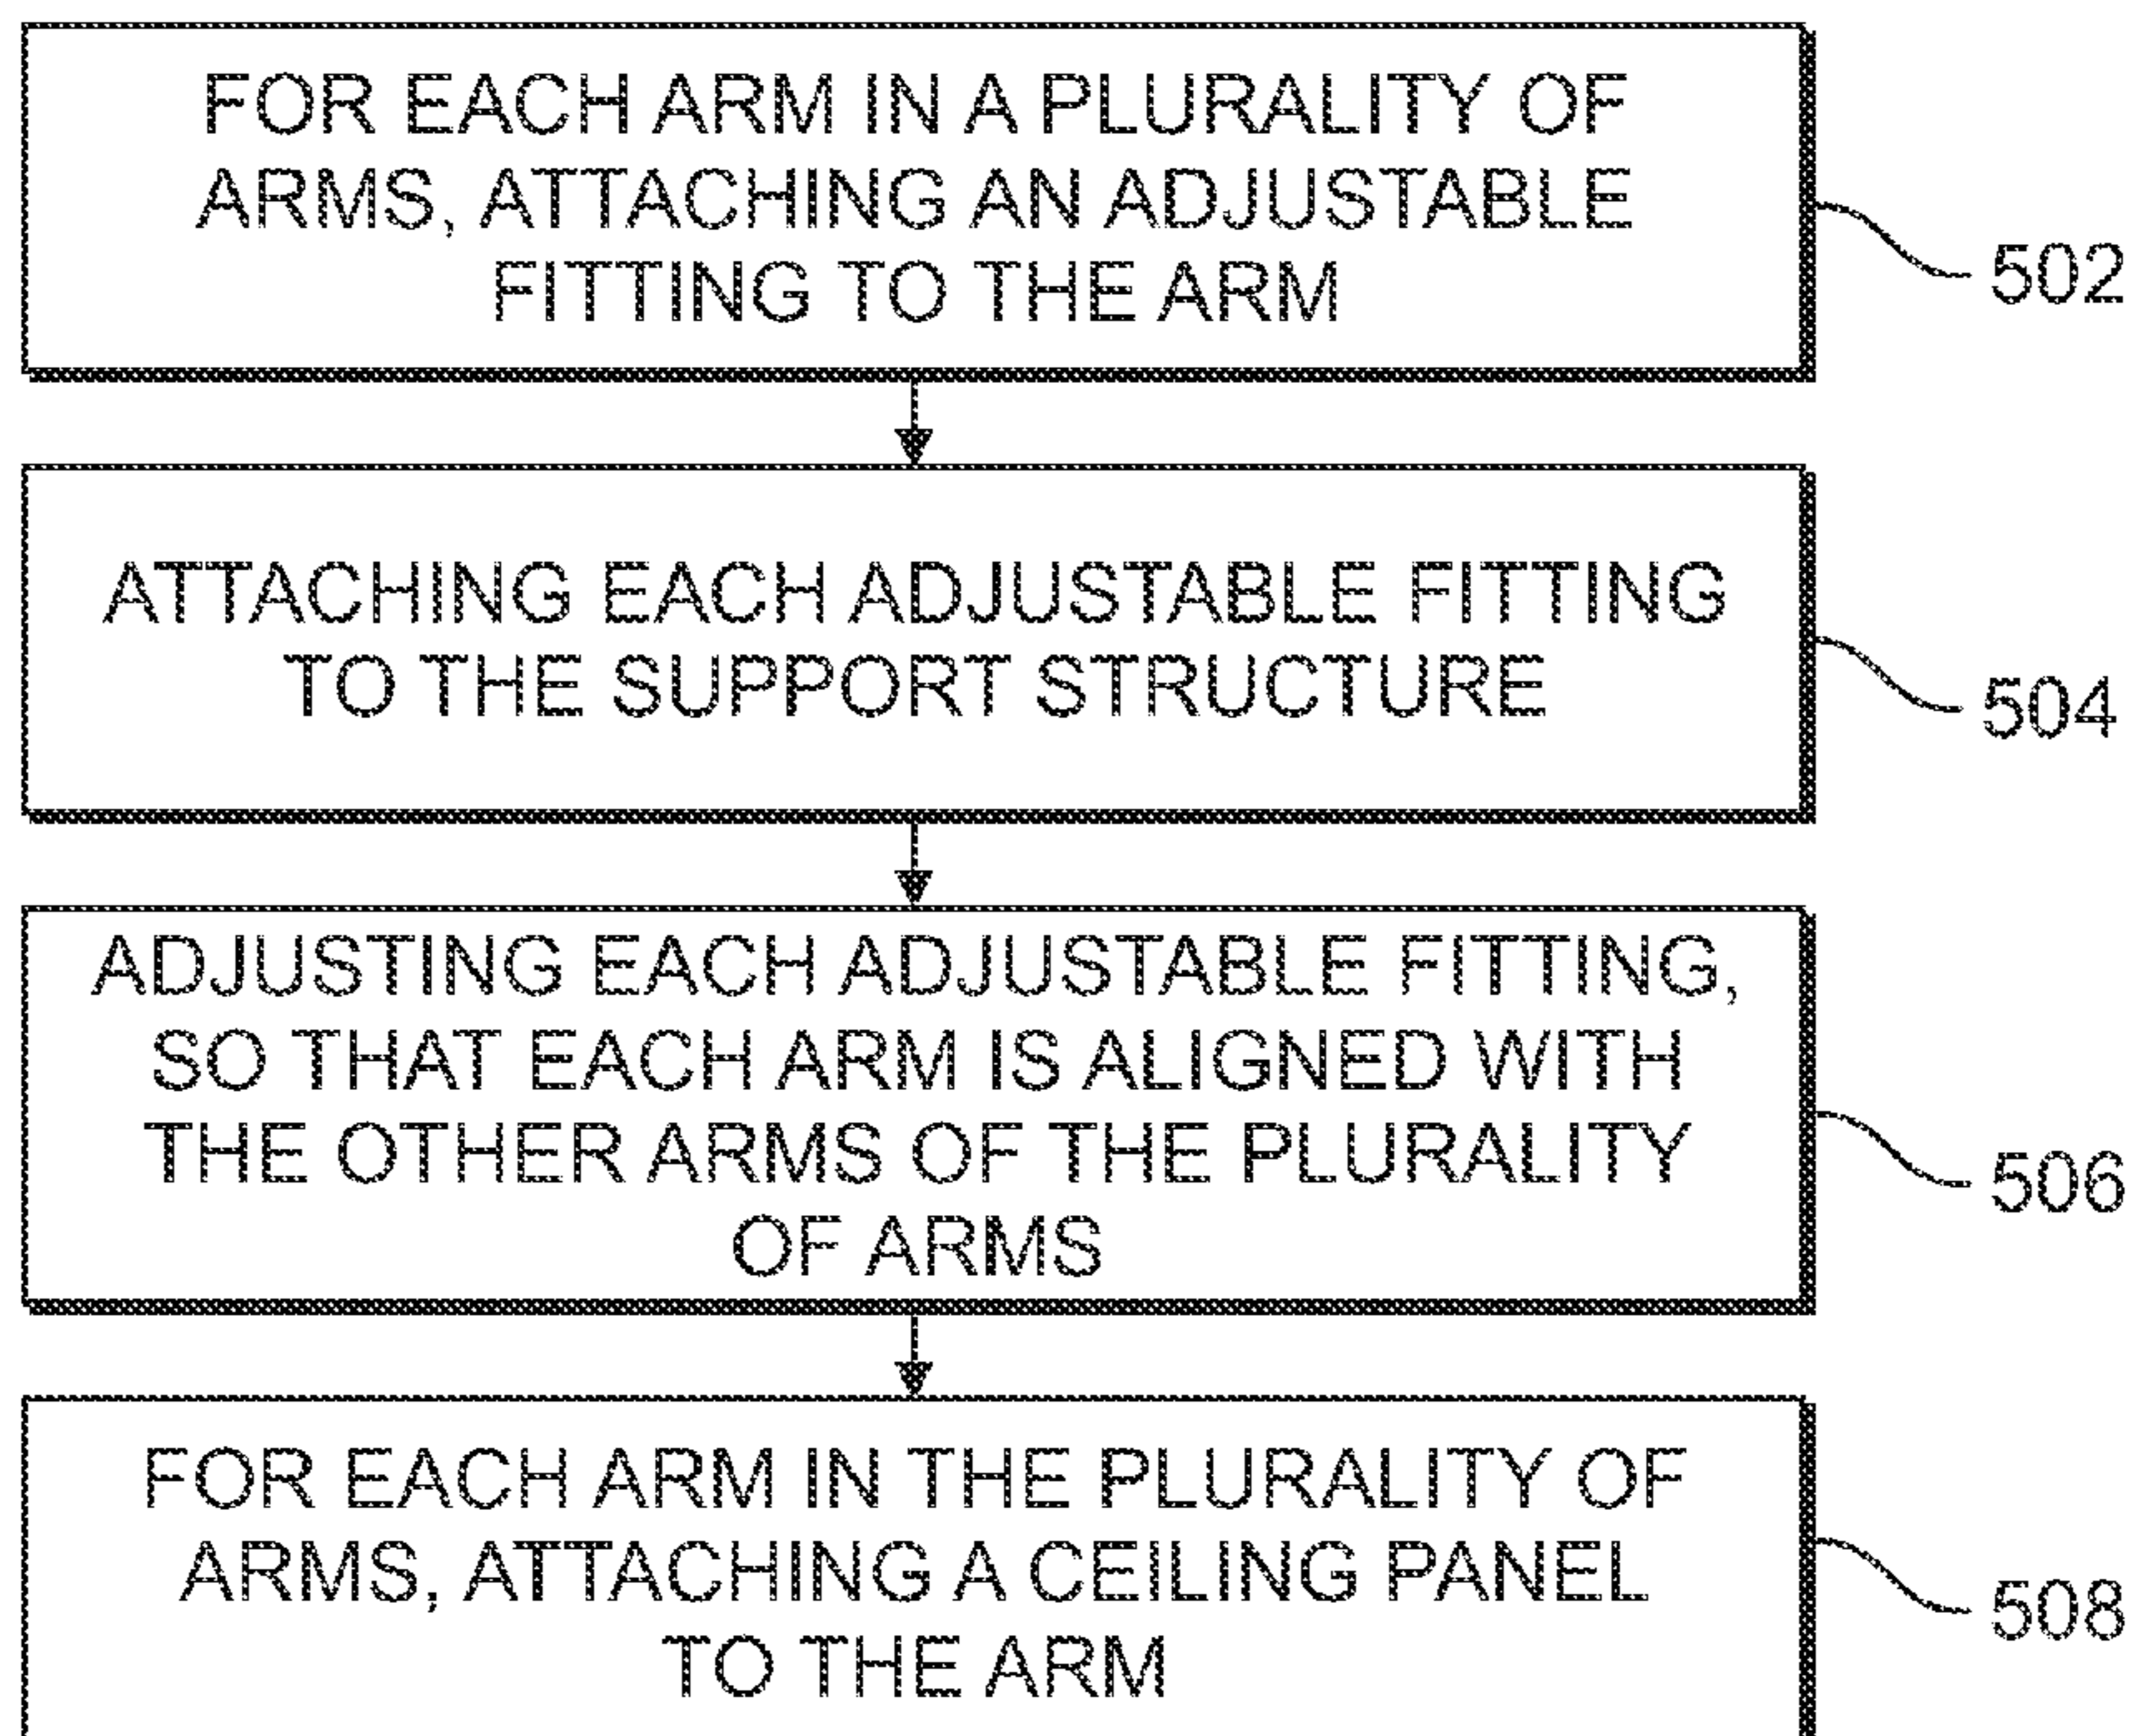 FOR EACH ARM IN A PLURALITY OF
ARMS, ATTACHING AN ADJUSTABLE
FITTING TO THE ARM
502
ATTACHING EACH ADJUSTABLE FITTING
TO THE SUPPORT STRUCTURE
504
ADJUSTING EACH ADJUSTABLE FITTING,
SO THAT EACH ARM IS ALIGNED WITH
THE OTHER ARMS OF THE PLURALITY
OF ARMS
506
FOR EACH ARM IN THE PLURALITY OF
ARMS, ATTACHING A CEILING PANEL
TO THE ARM
508